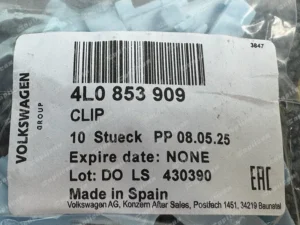 3847
VOLKSWAGEN
GROUP
4L0 853 909
CLIP
10 Stueck PP 08.05.25
Expire date: NONE
Lot: DO LS 430390
Made in Spain
EAC
Volkswagen AG, Konzern After Sales, Postfach 1451, 34219 Baunatal